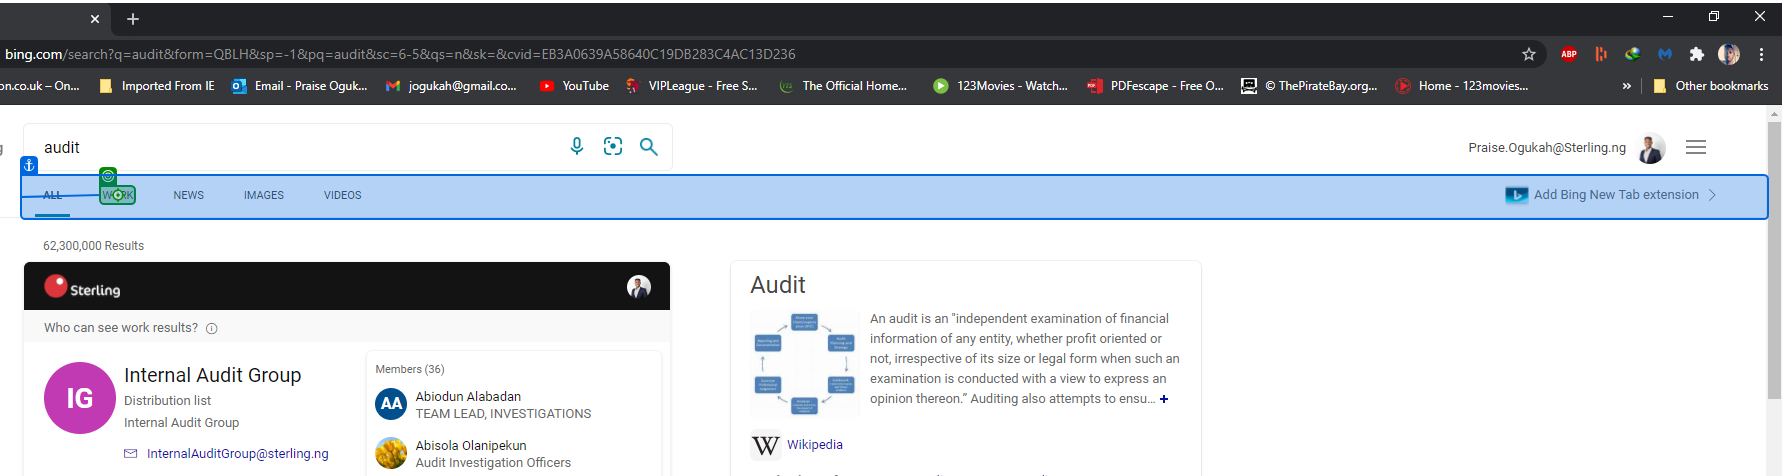 bing.com/search?q=audit&form=QBLH&sp=-1&pq=audit&sc=6-5&qs=n&sk=&cvid=EB3A0639A58640C19DB283C4AC13D236
ABP
on.co.uk – On... Imported From IE Email - Praise Oguk... jogukah@gmail.co... YouTube VIPLeague - Free S... The Official Home... 123Movies - Watch... PDFescape - Free O... © ThePirateBay.org... Home - 123movies... » Other bookmarks
audit
Praise.Ogukah@Sterling.ng
ALL WORK NEWS IMAGES VIDEOS Add Bing New Tab extension
62,300,000 Results
Sterling
Who can see work results?
IG
Internal Audit Group
Distribution list
Internal Audit Group
InternalAuditGroup@sterling.ng
Members (36)
AA
Abiodun Alabadan
TEAM LEAD, INVESTIGATIONS
Abisola Olanipekun
Audit Investigation Officers
Audit
An audit is an "independent examination of financial
information of any entity, whether profit oriented or
not, irrespective of its size or legal form when such an
examination is conducted with a view to express an
opinion thereon.” Auditing also attempts to ensu... +
W Wikipedia